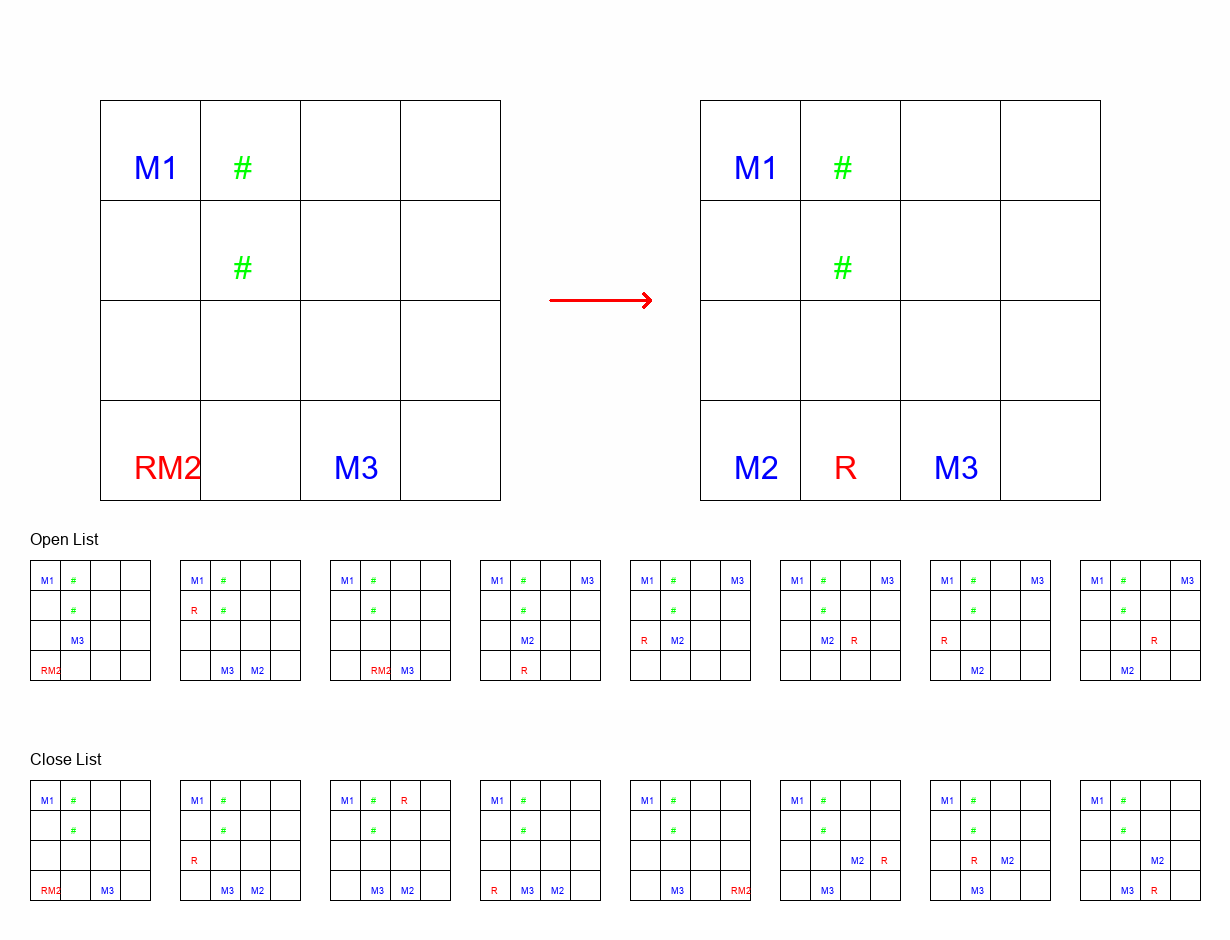 M1 # M1 #
# #
RM2 M3 M2 R M3
Open List
M1 # M1 # M1 # M1 # M3 M1 # M3 M1 # M3 M1 # M3 M1 # M3
# R # # # # # # #
M3 M2 R M2 M2 R R R
RM2 M3 M2 RM2 M3 R M2 M2
Close List
M1 # M1 # M1 # R M1 # M1 # M1 # M1 # M1 #
# # # # # # # #
R M2 R R M2 M2
RM2 M3 M3 M2 M3 M2 R M3 M2 M3 RM2 M3 M3 M3 R